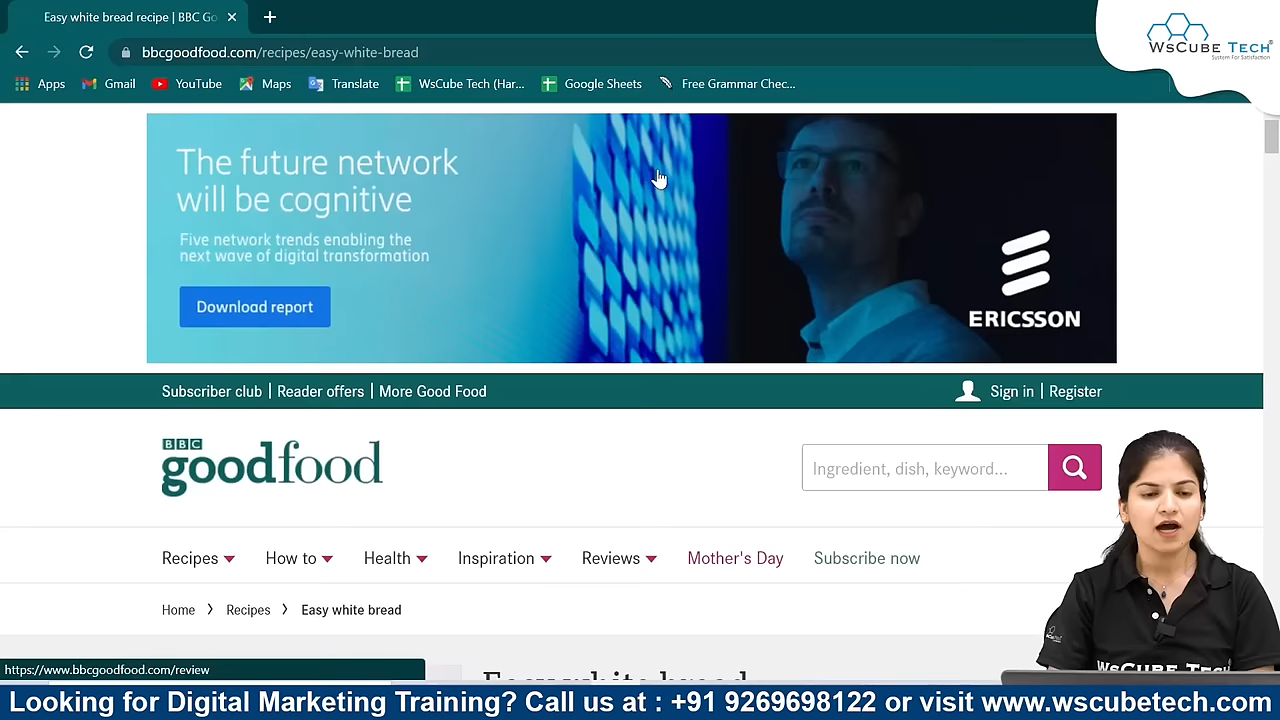 Easy white bread recipe | BBC Go
bbcgoodfood.com/recipes/easy-white-bread
Apps Gmail YouTube Maps Translate WsCube Tech (Har... Google Sheets Free Grammar Chec...
WsCube Tech
System For Satisfaction
The future network
will be cognitive
Five network trends enabling the
next wave of digital transformation
Download report
ERICSSON
Subscriber club | Reader offers | More Good Food
Sign in | Register
BBC
goodfood
Ingredient, dish, keyword...
Recipes How to Health Inspiration Reviews Mother's Day Subscribe now
Home > Recipes > Easy white bread
Easy white bread
https://www.bbcgoodfood.com/review
WsCube Tech
Looking for Digital Marketing Training? Call us at : +91 9269698122 or visit www.wscubetech.com